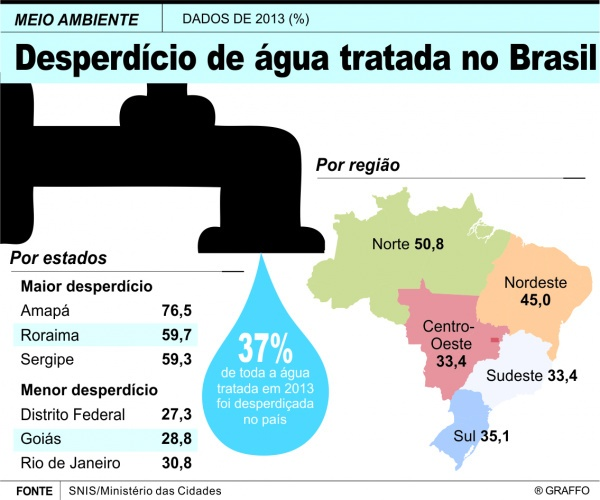 MEIO AMBIENTE DADOS DE 2013 (%)
Desperdício de água tratada no Brasil
Por região
Norte 50,8
Nordeste
45,0
Centro-
Oeste
33,4
Sudeste 33,4
Sul 35,1
Por estados
Maior desperdício
Amapá 76,5
Roraima 59,7
Sergipe 59,3
Menor desperdício
Distrito Federal 27,3
Goiás 28,8
Rio de Janeiro 30,8
37%
de toda a água
tratada em 2013
foi desperdiçada
no país
FONTE SNIS/Ministério das Cidades ® GRAFFO